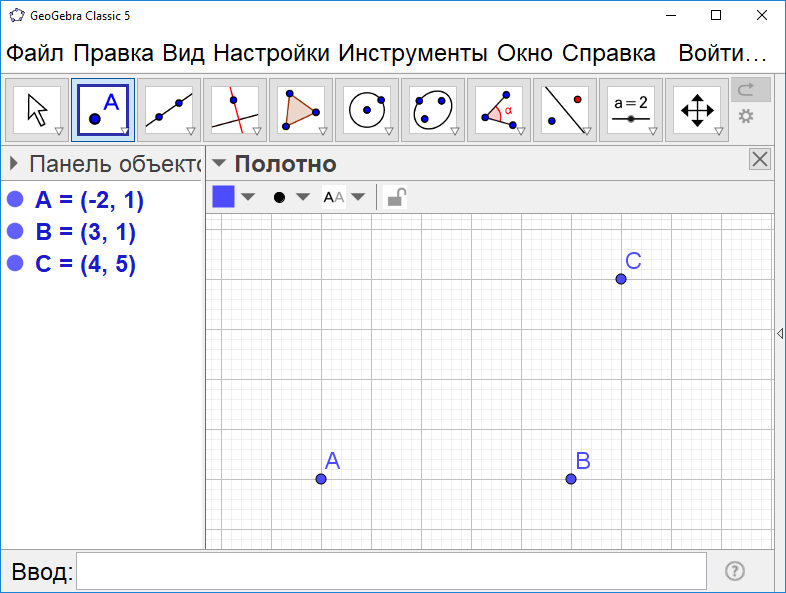 GeoGebra Classic 5
Файл Правка Вид Настройки Инструменты Окно Справка Войти...
A α a=2
Панель объекто
Полотно
AA
A = (-2, 1)
B = (3, 1)
C = (4, 5)
C
A
B
Ввод:
?